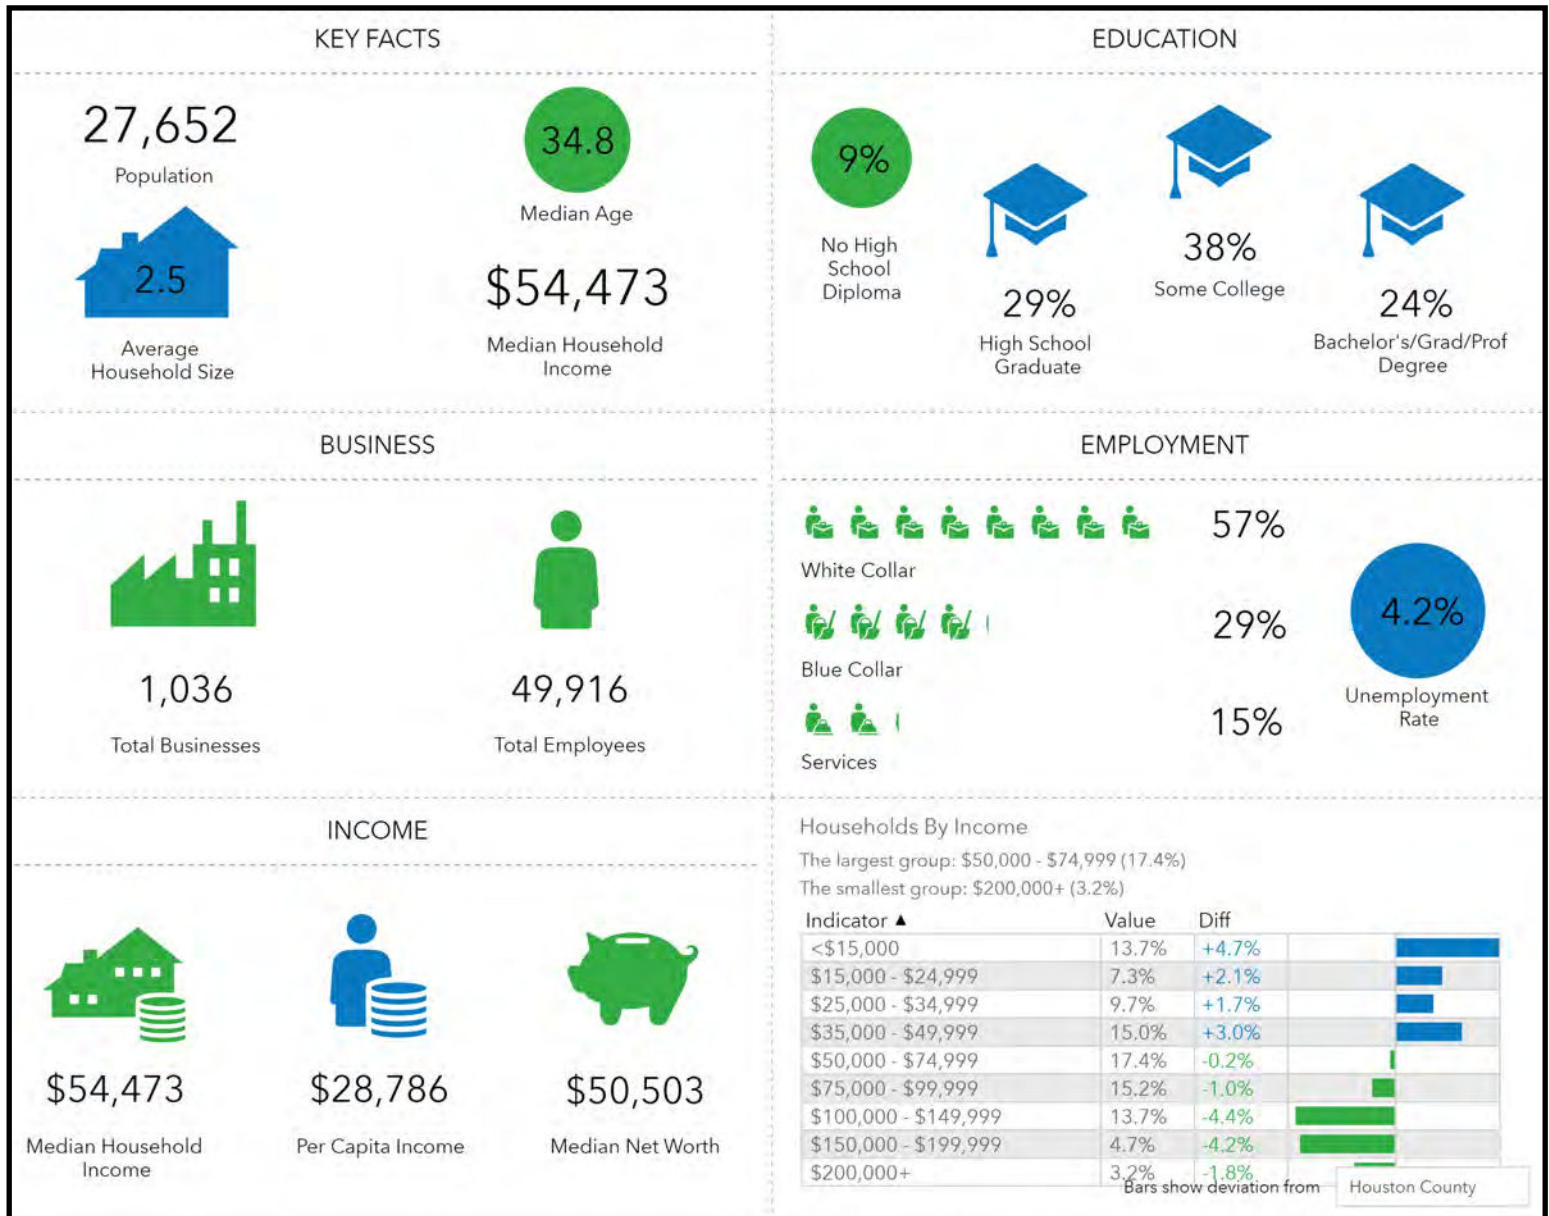 KEY FACTS
27,652
Population
34.8
Median Age
2.5
Average
Household Size
$54,473
Median Household
Income
EDUCATION
9%
No High
School
Diploma
29%
High School
Graduate
38%
Some College
24%
Bachelor's/Grad/Prof
Degree
BUSINESS
1,036
Total Businesses
49,916
Total Employees
EMPLOYMENT
57%
White Collar
29%
Blue Collar
15%
Services
4.2%
Unemployment
Rate
INCOME
$54,473
Median Household
Income
$28,786
Per Capita Income
$50,503
Median Net Worth
Households By Income
The largest group: $50,000 - $74,999 (17.4%)
The smallest group: $200,000+ (3.2%)
Indicator ▲ Value Diff
<$15,000 13.7% +4.7%
$15,000 - $24,999 7.3% +2.1%
$25,000 - $34,999 9.7% +1.7%
$35,000 - $49,999 15.0% +3.0%
$50,000 - $74,999 17.4% -0.2%
$75,000 - $99,999 15.2% -1.0%
$100,000 - $149,999 13.7% -4.4%
$150,000 - $199,999 4.7% -4.2%
$200,000+ 3.2% -1.8%
Bars show deviation from Houston County